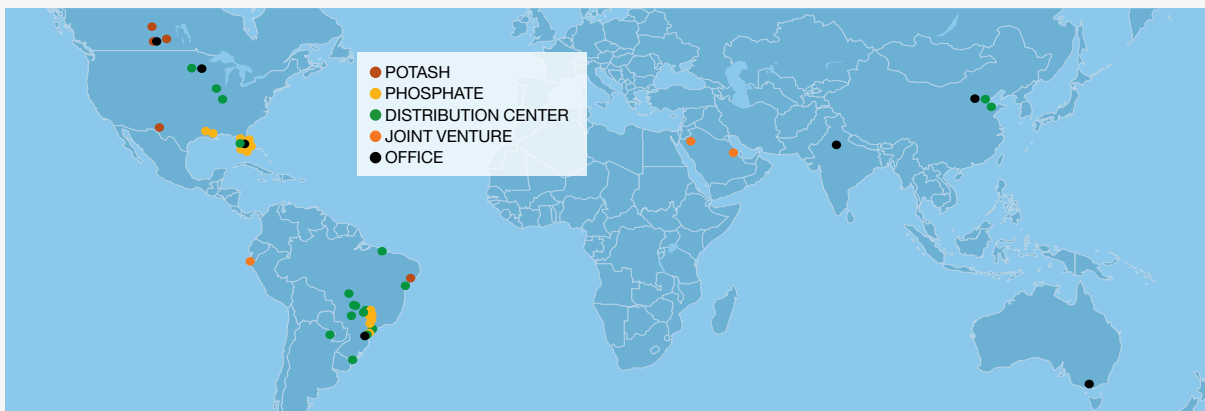 POTASH
PHOSPHATE
DISTRIBUTION CENTER
JOINT VENTURE
OFFICE